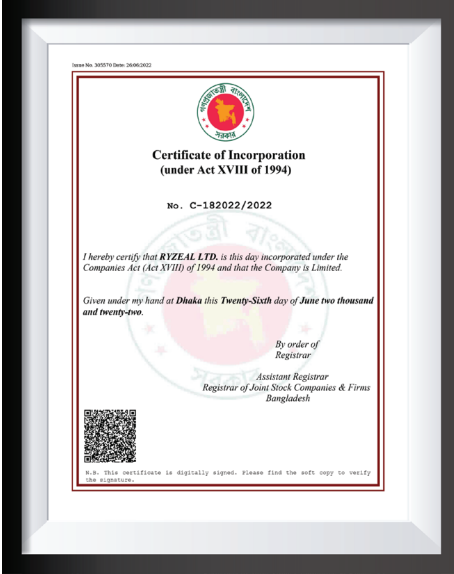 Issue No. 305570 Date: 26/06/2022
গণপ্রজাতন্ত্রী বাংলাদেশ
সরকার
Certificate of Incorporation
(under Act XVIII of 1994)
No. C-182022/2022
I hereby certify that RYZEAL LTD. is this day incorporated under the
Companies Act (Act XVIII) of 1994 and that the Company is Limited.
Given under my hand at Dhaka this Twenty-Sixth day of June two thousand
and twenty-two.
By order of
Registrar
Assistant Registrar
Registrar of Joint Stock Companies & Firms
Bangladesh
N.B. This certificate is digitally signed. Please find the soft copy to verify
the signature.